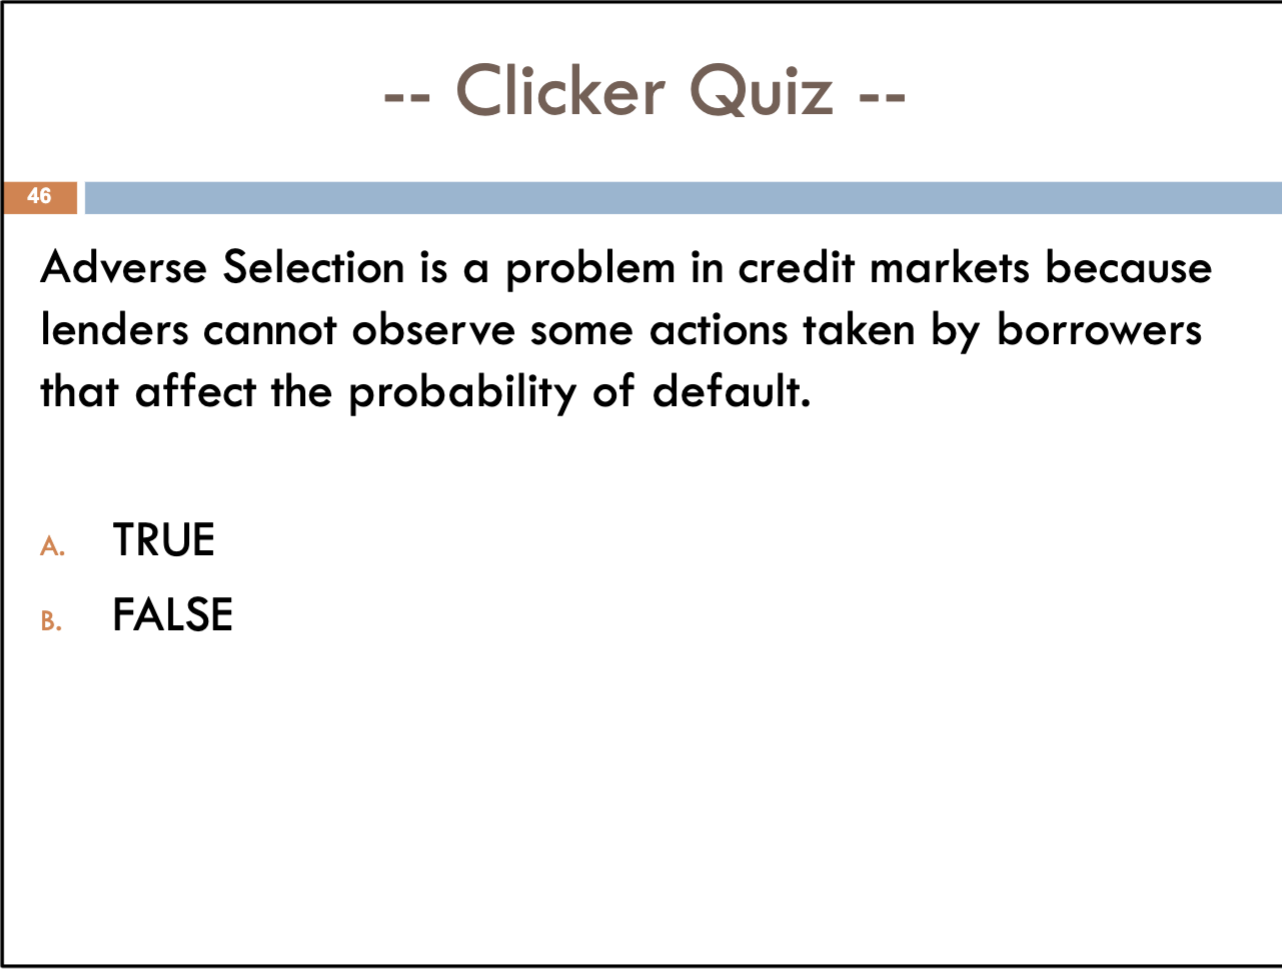 -- Clicker Quiz --
46
Adverse Selection is a problem in credit markets because
lenders cannot observe some actions taken by borrowers
that affect the probability of default.
A. TRUE
B. FALSE